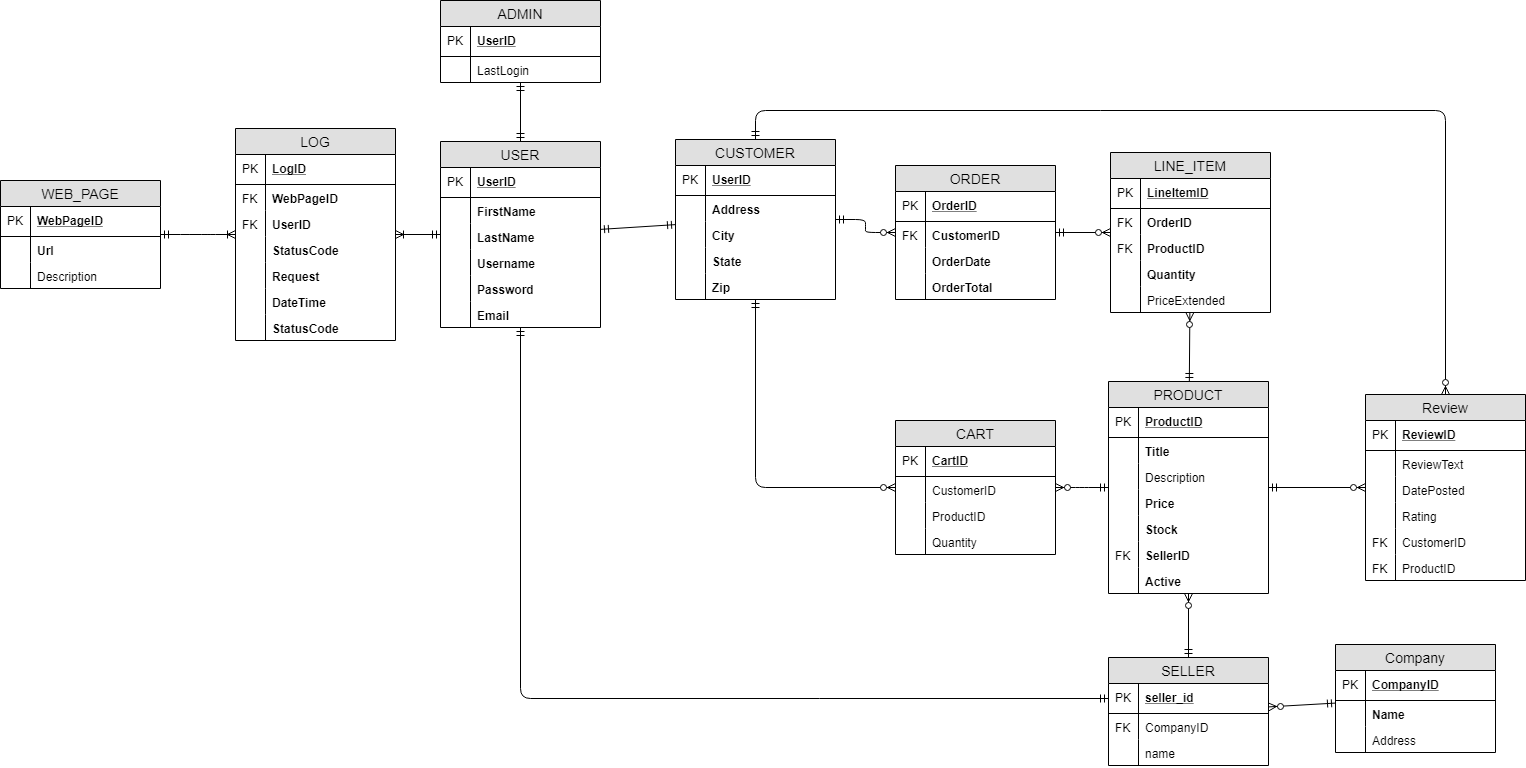 ADMIN
PK UserID
LastLogin
LOG
PK LogID
FK WebPageID
FK UserID
StatusCode
Request
DateTime
StatusCode
USER
PK UserID
FirstName
LastName
Username
Password
Email
CUSTOMER
PK UserID
Address
City
State
Zip
ORDER
PK OrderID
FK CustomerID
OrderDate
OrderTotal
LINE_ITEM
PK LineItemID
FK OrderID
FK ProductID
Quantity
PriceExtended
WEB_PAGE
PK WebPageID
Url
Description
CART
PK CartID
CustomerID
ProductID
Quantity
PRODUCT
PK ProductID
Title
Description
Price
Stock
FK SellerID
Active
Review
PK ReviewID
ReviewText
DatePosted
Rating
FK CustomerID
FK ProductID
SELLER
PK seller_id
FK CompanyID
name
Company
PK CompanyID
Name
Address